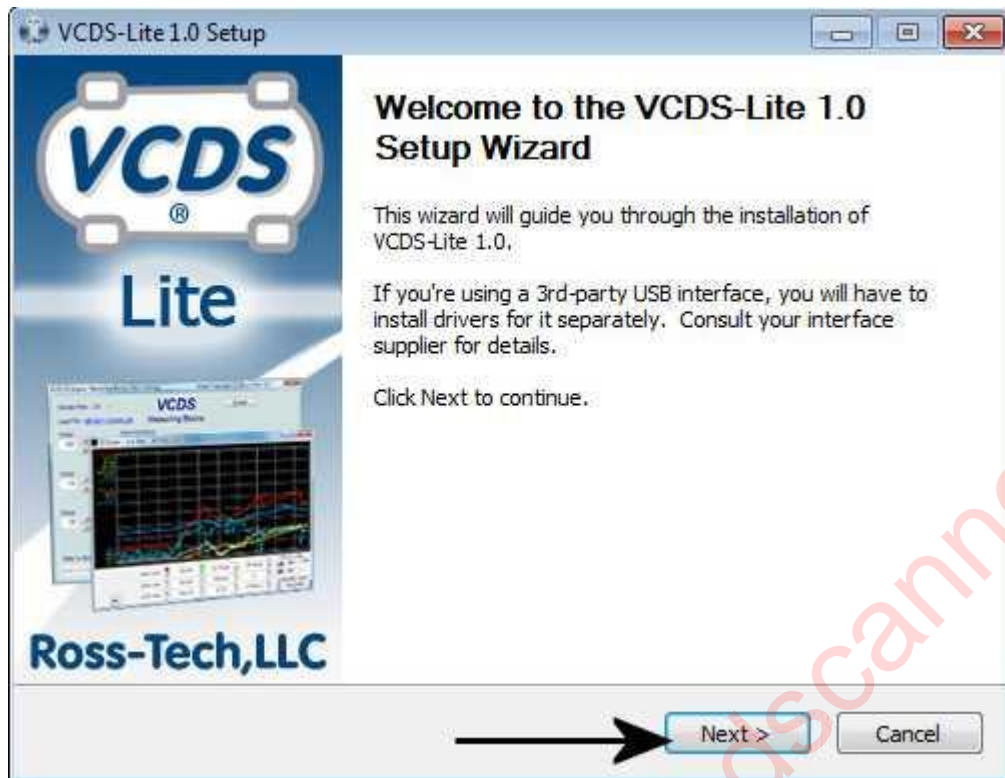 VCDS-Lite 1.0 Setup
VCDS
®
Lite
VCDS
Ross-Tech,LLC
Welcome to the VCDS-Lite 1.0
Setup Wizard
This wizard will guide you through the installation of
VCDS-Lite 1.0.
If you're using a 3rd-party USB interface, you will have to
install drivers for it separately. Consult your interface
supplier for details.
Click Next to continue.
Next >
Cancel